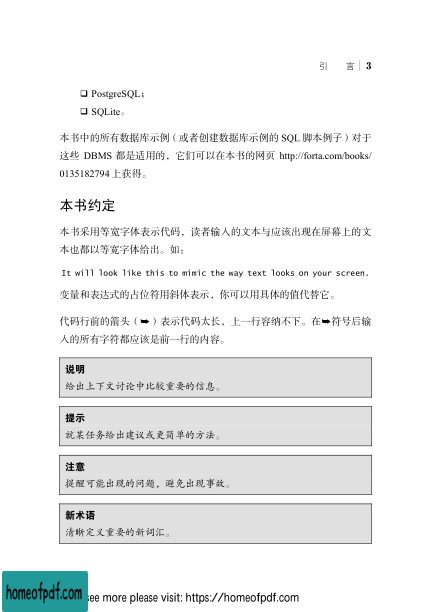 引 言 | 3
❑ PostgreSQL；
❑ SQLite。
本书中的所有数据库示例（或者创建数据库示例的 SQL 脚本例子）对于
这些 DBMS 都是适用的，它们可以在本书的网页 http://forta.com/books/
0135182794 上获得。
本书约定
本书采用等宽字体表示代码，读者输入的文本与应该出现在屏幕上的文
本也都以等宽字体给出。如：
It will look like this to mimic the way text looks on your screen.
变量和表达式的占位符用斜体表示，你可以用具体的值代替它。
代码行前的箭头（➥）表示代码太长，上一行容纳不下。在➥符号后输
入的所有字符都应该是前一行的内容。
说明
给出上下文讨论中比较重要的信息。
提示
就某任务给出建议或更简单的方法。
注意
提醒可能出现的问题，避免出现事故。
新术语
清晰定义重要的新词汇。
homeofpdf.com
see more please visit: https://homeofpdf.com